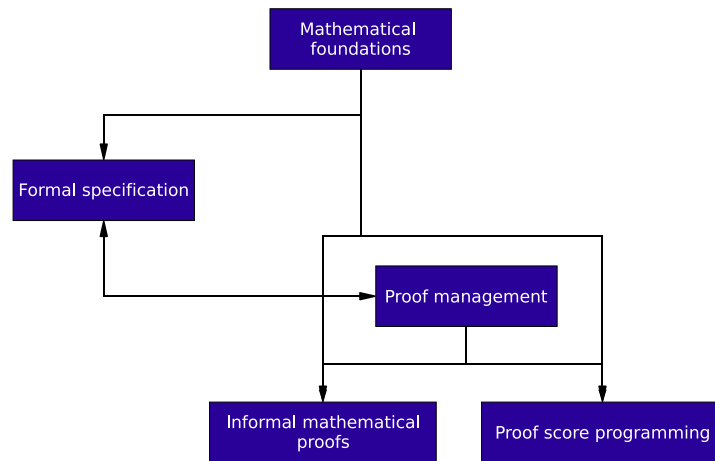 Mathematical
foundations
Formal specification
Proof management
Informal mathematical
proofs
Proof score programming